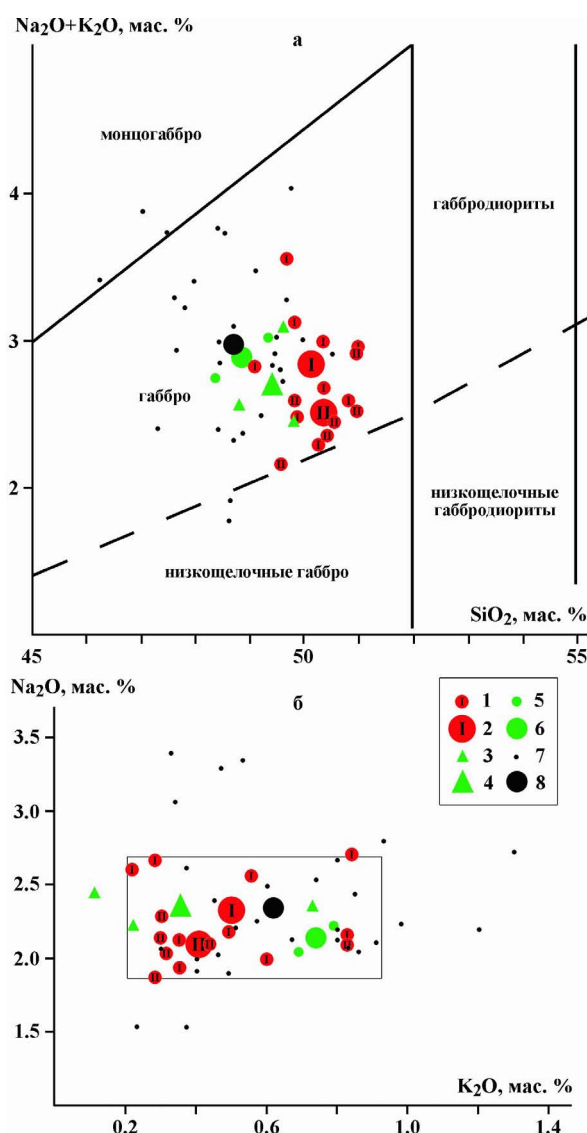 Na₂O+K₂O, мас. %
а
монцогаббро
габбродиориты
4
3
габбро
I
II
2
низкощелочные
габбродиориты
низкощелочные габбро
SiO₂, мас. %
45
50
55
Na₂O, мас. %
б
I 1
5
I 2
6
3
7
4
8
3.5
3.0
2.5
I
II
2.0
1.5
K₂O, мас. %
0.2
0.6
1.0
1.4